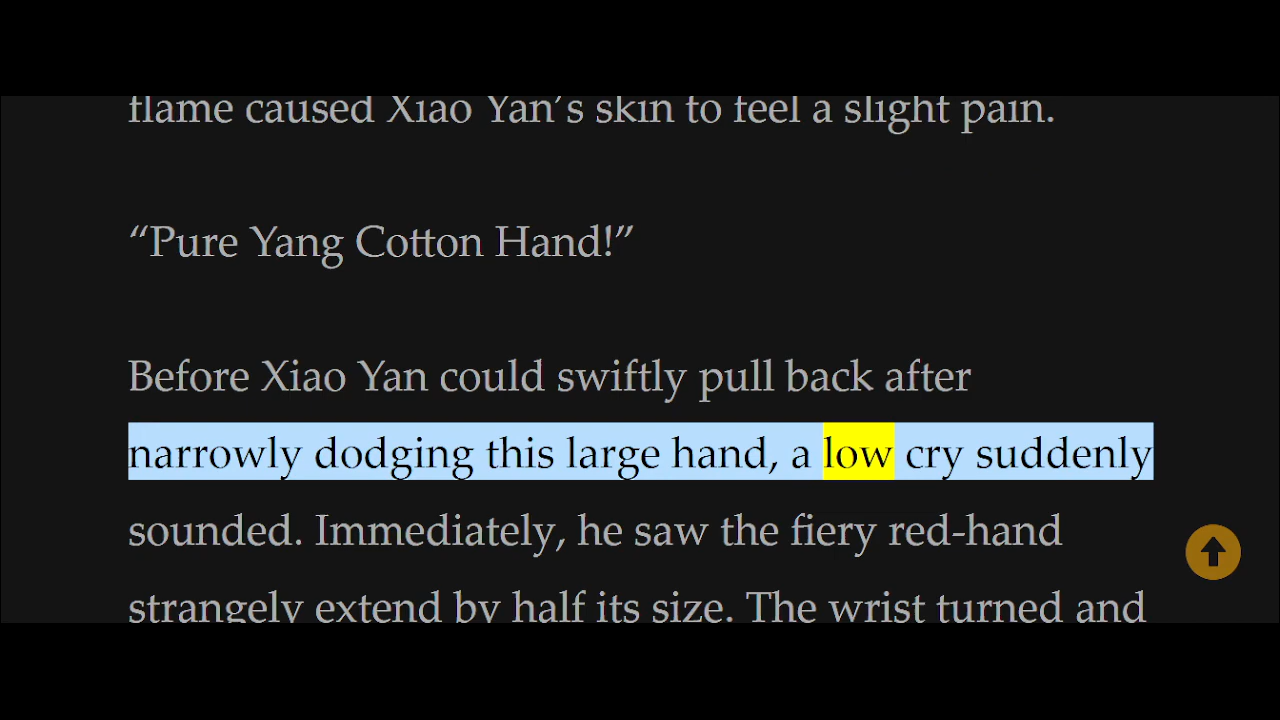 flame caused Xiao Yan’s skin to feel a slight pain.
“Pure Yang Cotton Hand!”
Before Xiao Yan could swiftly pull back after
narrowly dodging this large hand, a low cry suddenly
sounded. Immediately, he saw the fiery red-hand
strangely extend by half its size. The wrist turned and